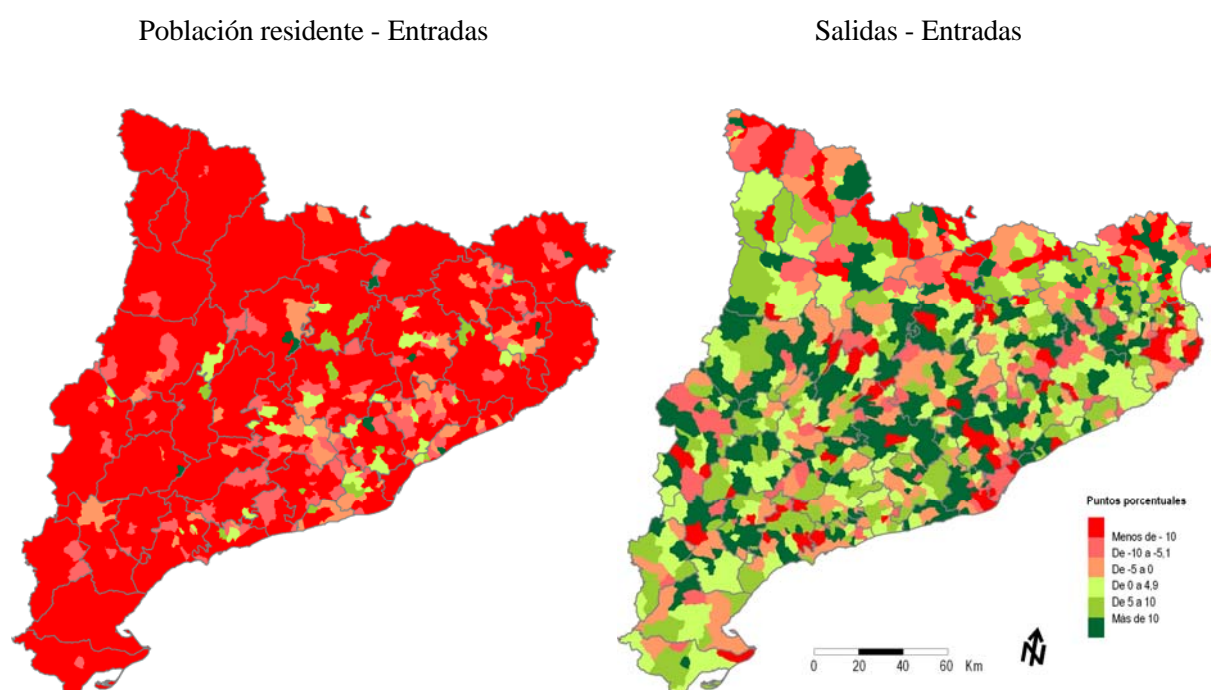 Población residente - Entradas
Salidas - Entradas
Puntos porcentuales
Menos de - 10
De -10 a -5,1
De -5 a 0
De 0 a 4,9
De 5 a 10
Más de 10
0 20 40 60 Km
N